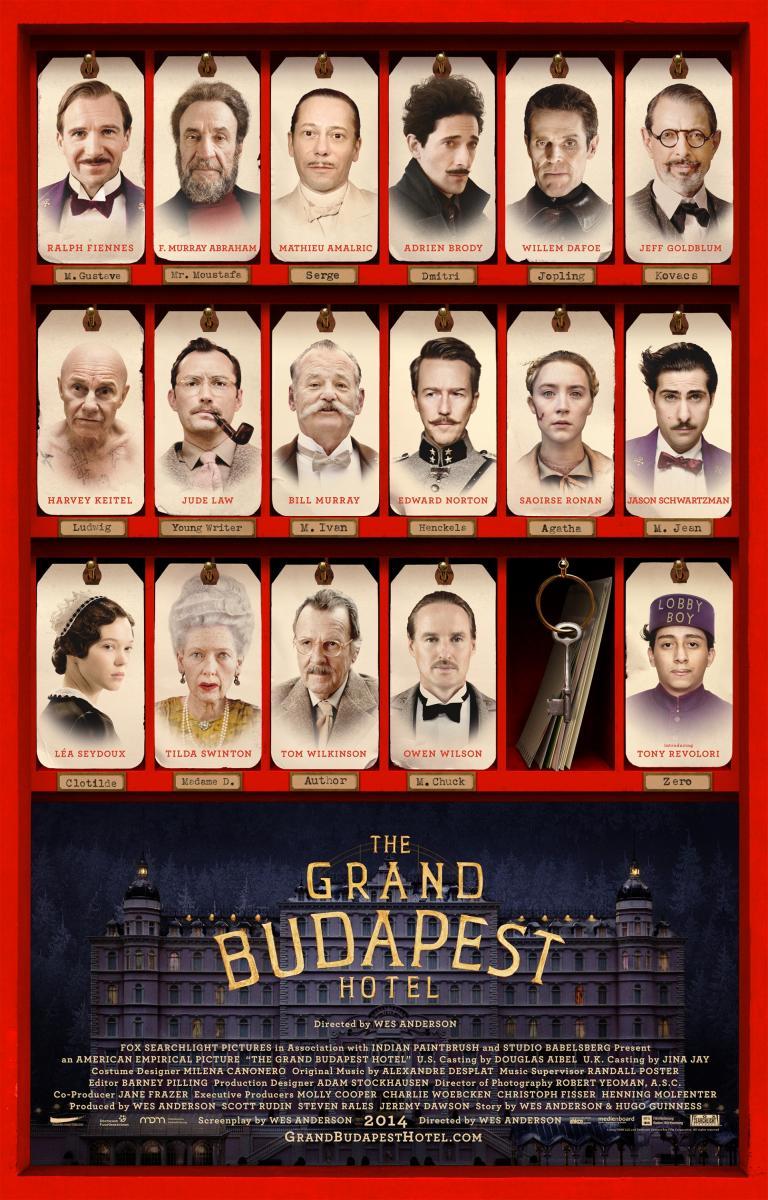 RALPH FIENNES
F. MURRAY ABRAHAM
MATHIEU AMALRIC
ADRIEN BRODY
WILLEM DAFOE
JEFF GOLDBLUM
M. Gustave
Mr. Moustafa
Serge
Dmitri
Jopling
Kovacs
HARVEY KEITEL
JUDE LAW
BILL MURRAY
EDWARD NORTON
SAOIRSE RONAN
JASON SCHWARTZMAN
Ludwig
Young Writer
M. Ivan
Henckels
Agatha
M. Jean
LOBBY
BOY
LÉA SEYDOUX
TILDA SWINTON
TOM WILKINSON
OWEN WILSON
introducing
TONY REVOLORI
Clotilde
Madame D.
Author
M. Chuck
Zero
THE
GRAND
BUDAPEST
HOTEL
Directed by WES ANDERSON
FOX SEARCHLIGHT PICTURES in Association with INDIAN PAINTBRUSH and STUDIO BABELSBERG Present
an AMERICAN EMPIRICAL PICTURE "THE GRAND BUDAPEST HOTEL" U.S. Casting by DOUGLAS AIBEL U.K. Casting by JINA JAY
Costume Designer MILENA CANONERO Original Music by ALEXANDRE DESPLAT Music Supervisor RANDALL POSTER
Editor BARNEY PILLING Production Designer ADAM STOCKHAUSEN Director of Photography ROBERT YEOMAN, A.S.C.
Co-Producer JANE FRAZER Executive Producers MOLLY COOPER CHARLIE WOEBCKEN CHRISTOPH FISSER HENNING MOLFENTER
Produced by WES ANDERSON SCOTT RUDIN STEVEN RALES JEREMY DAWSON Story by WES ANDERSON & HUGO GUINNESS
Screenplay by WES ANDERSON 2014 Directed by WES ANDERSON
GRANDBUDAPESTHOTEL.COM